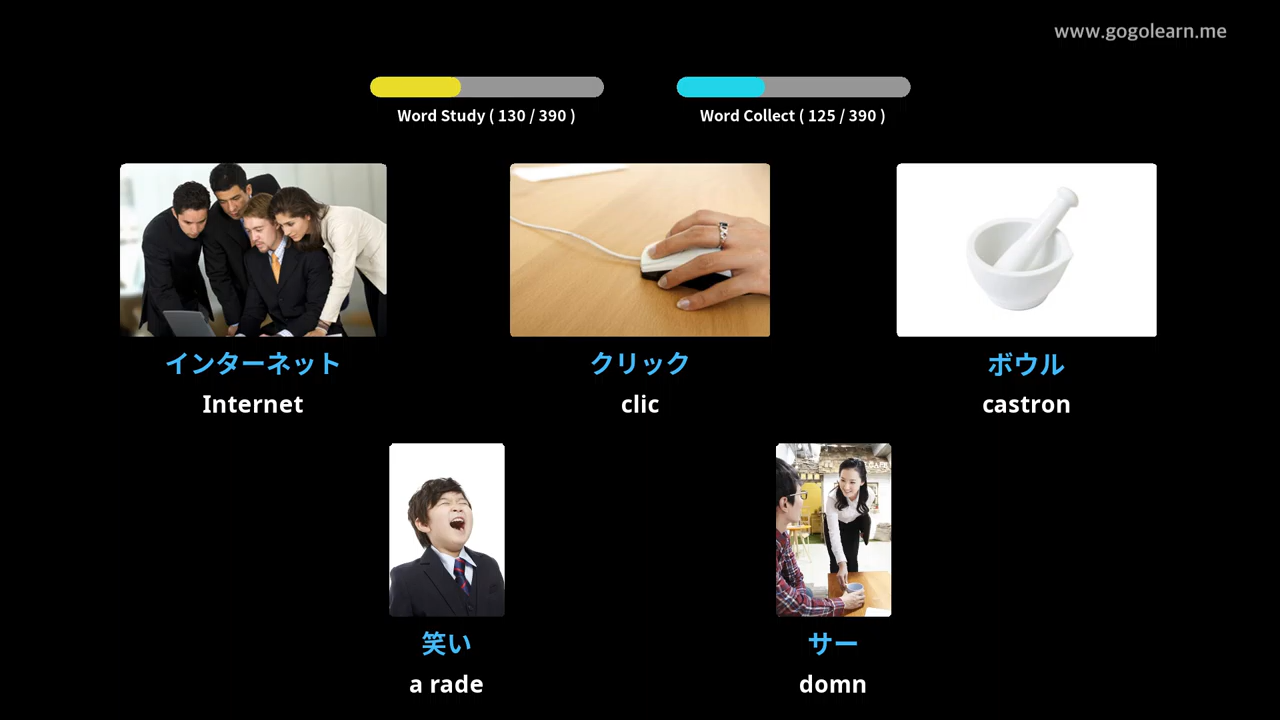 www.gogolearn.me
Word Study ( 130 / 390 )
Word Collect ( 125 / 390 )
インターネット
Internet
クリック
clic
ボウル
castron
笑い
a rade
サー
domn